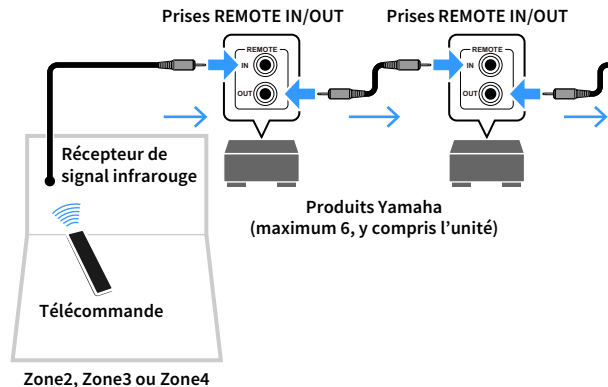 Prises REMOTE IN/OUT
Prises REMOTE IN/OUT
REMOTE
IN
OUT
REMOTE
IN
OUT
Récepteur de
signal infrarouge
Produits Yamaha
(maximum 6, y compris l’unité)
Télécommande
Zone2, Zone3 ou Zone4